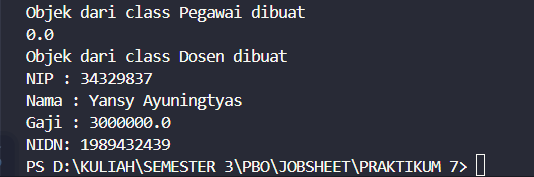 Objek dari class Pegawai dibuat
0.0
Objek dari class Dosen dibuat
NIP : 34329837
Nama : Yansy Ayuningtyas
Gaji : 3000000.0
NIDN: 1989432439
PS D:\KULIAH\SEMESTER 3\PBO\JOBSHEET\PRAKTIKUM 7>